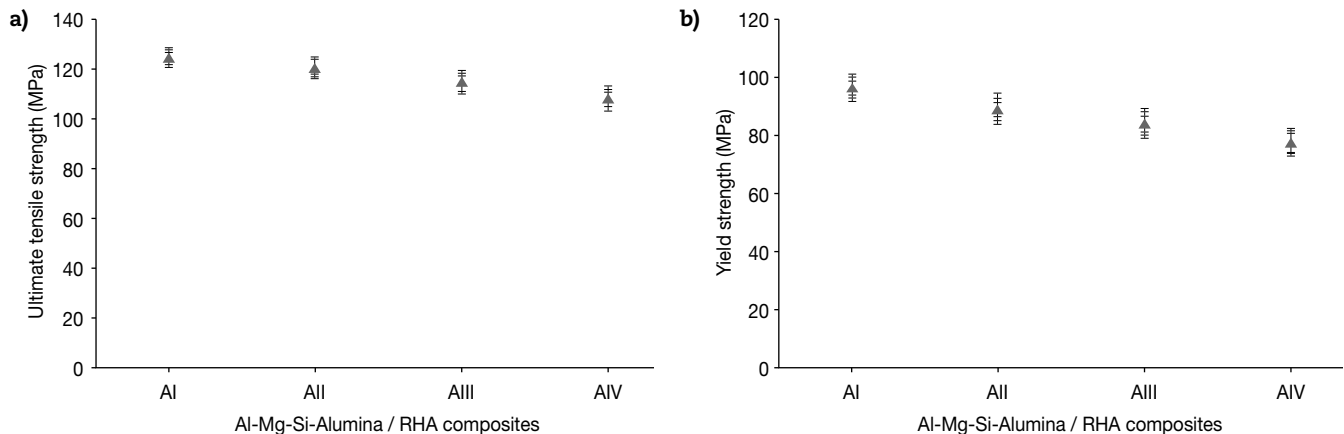 a)
Ultimate tensile strength (MPa)
140
120
100
80
60
40
20
0
AI
AII
AIII
AIV
Al-Mg-Si-Alumina / RHA composites
b)
Yield strength (MPa)
120
100
80
60
40
20
0
AI
AII
AIII
AIV
Al-Mg-Si-Alumina / RHA composites